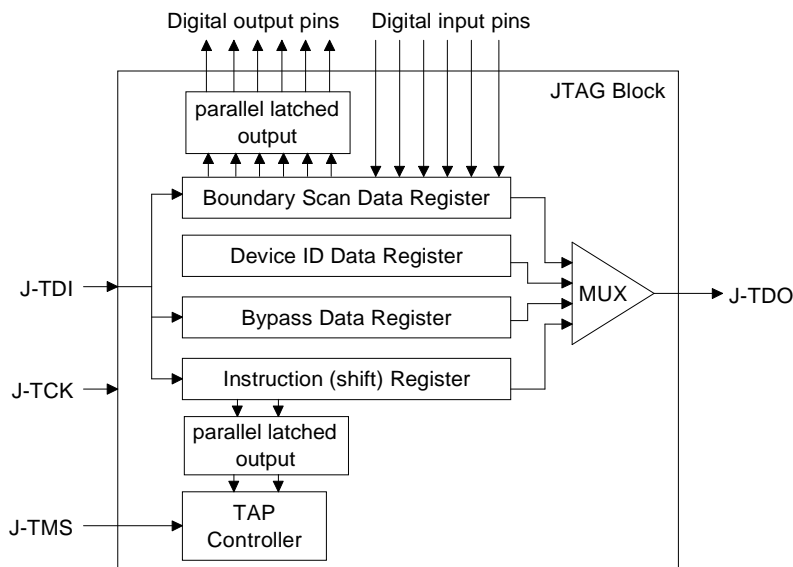 Digital output pins
Digital input pins
JTAG Block
parallel latched
output
Boundary Scan Data Register
Device ID Data Register
MUX
J-TDI
J-TDO
Bypass Data Register
Instruction (shift) Register
J-TCK
parallel latched
output
TAP
Controller
J-TMS